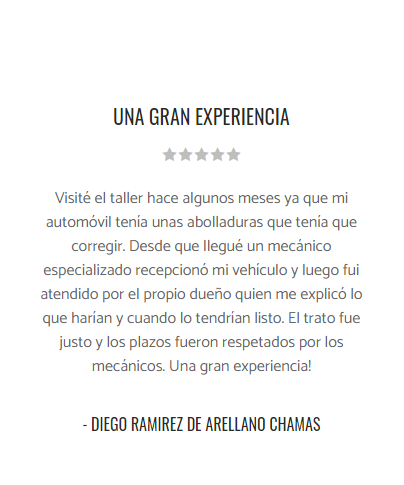 UNA GRAN EXPERIENCIA
Visité el taller hace algunos meses ya que mi
automóvil tenía unas abolladuras que tenía que
corregir. Desde que llegué un mecánico
especializado recepcionó mi vehículo y luego fui
atendido por el propio dueño quien me explicó lo
que harían y cuando lo tendrían listo. El trato fue
justo y los plazos fueron respetados por los
mecánicos. Una gran experiencia!
- DIEGO RAMIREZ DE ARELLANO CHAMAS